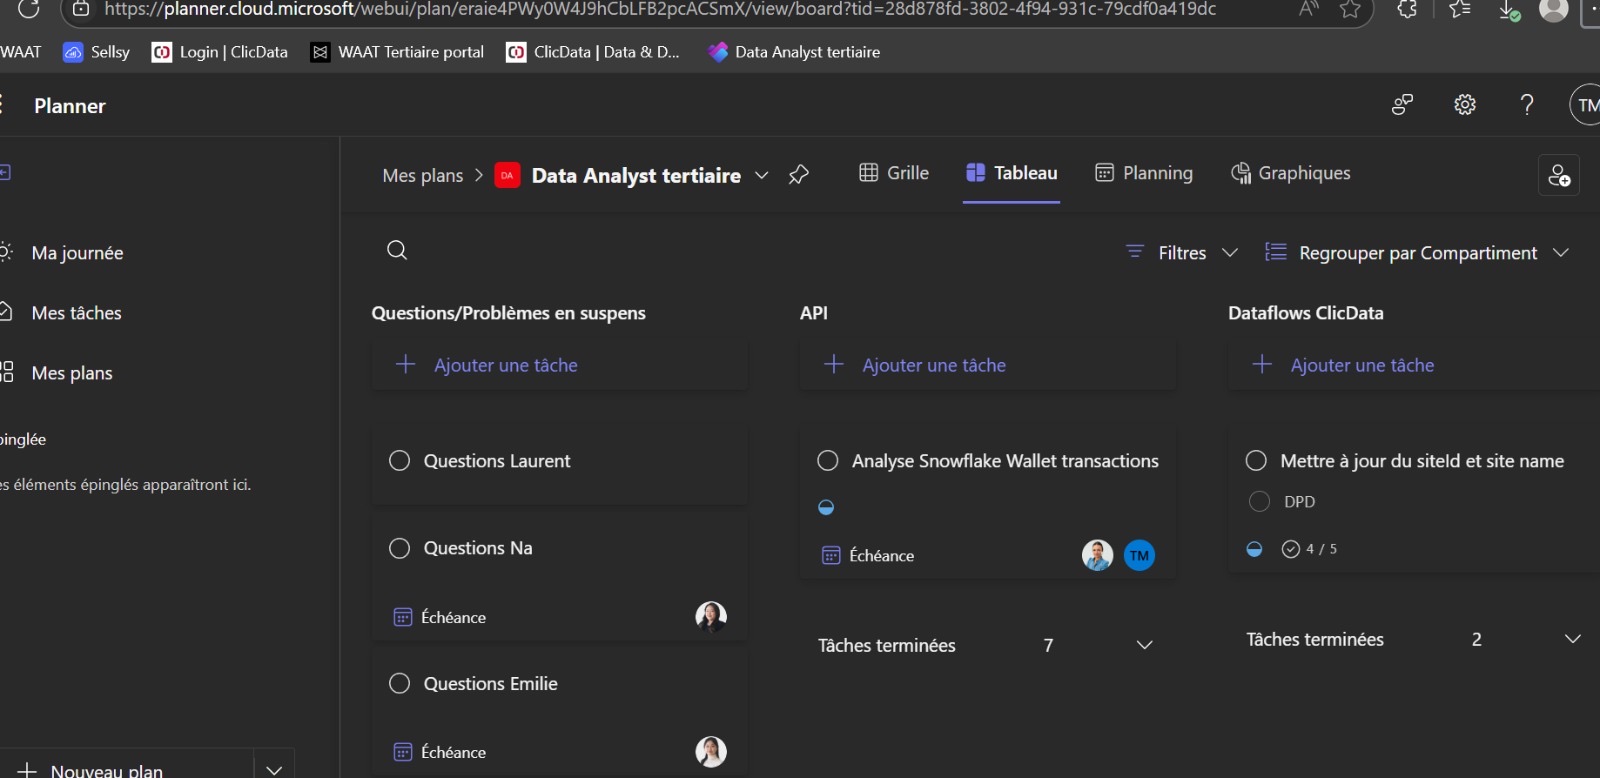 https://planner.cloud.microsoft/webui/plan/eraie4PWy0W4J9hCbLFB2pcACSmX/view/board?tid=28d878fd-3802-4f94-931c-79cdf0a419dc
WAAT
Sellsy
Login | ClicData
WAAT Tertiaire portal
ClicData | Data & D...
Data Analyst tertiaire
Planner
TM
Mes plans
DA
Data Analyst tertiaire
Grille
Tableau
Planning
Graphiques
Ma journée
Mes tâches
Mes plans
pinglée
es éléments épinglés apparaîtront ici.
Nouveau plan
Filtres
Regrouper par Compartiment
Questions/Problèmes en suspens
Ajouter une tâche
Questions Laurent
Questions Na
Échéance
Questions Emilie
Échéance
API
Ajouter une tâche
Analyse Snowflake Wallet transactions
Échéance
TM
Tâches terminées 7
Dataflows ClicData
Ajouter une tâche
Mettre à jour du siteId et site name
DPD
4 / 5
Tâches terminées 2